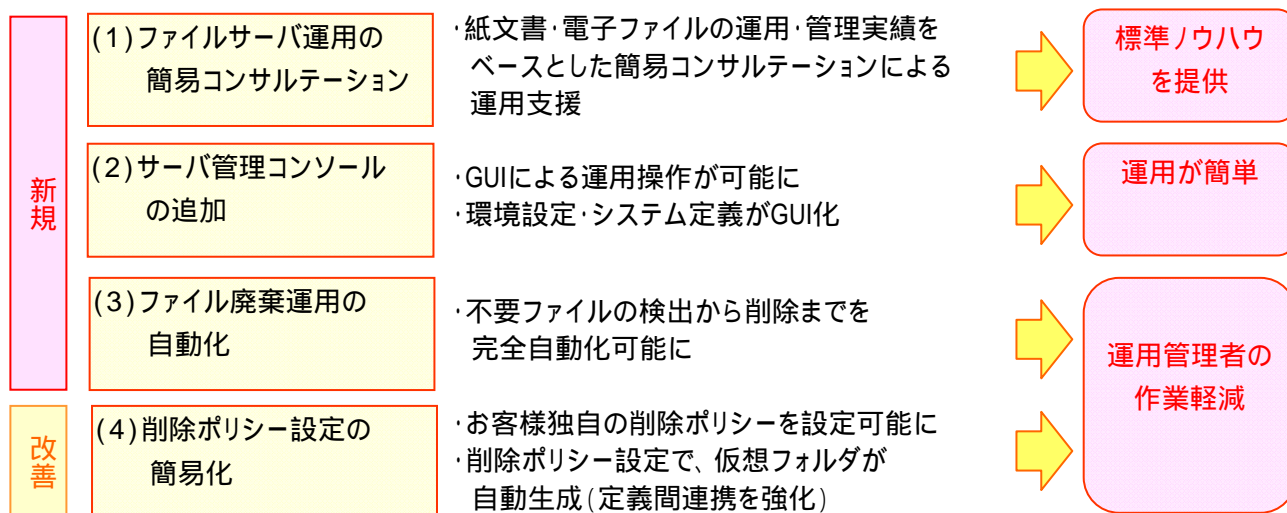 新規
(1)ファイルサーバ運用の
簡易コンサルテーション
・紙文書・電子ファイルの運用・管理実績を
ベースとした簡易コンサルテーションによる
運用支援
標準ノウハウ
を提供
(2)サーバ管理コンソール
の追加
・GUIによる運用操作が可能に
・環境設定・システム定義がGUI化
運用が簡単
(3)ファイル廃棄運用の
自動化
・不要ファイルの検出から削除までを
完全自動化可能に
運用管理者の
作業軽減
改善
(4)削除ポリシー設定の
簡易化
・お客様独自の削除ポリシーを設定可能に
・削除ポリシー設定で、仮想フォルダが
自動生成(定義間連携を強化)